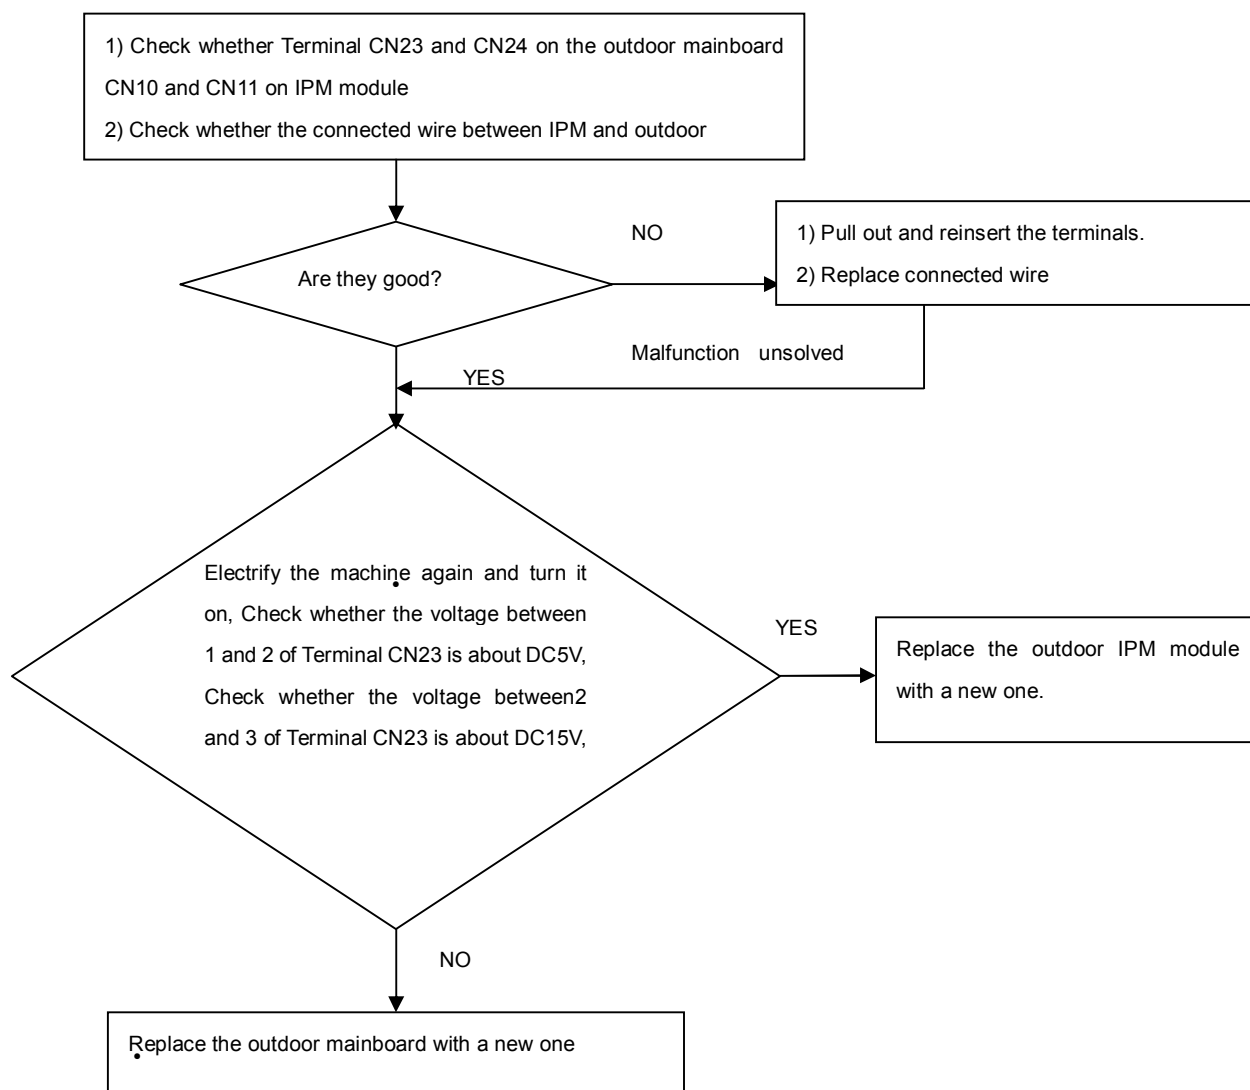 1) Check whether Terminal CN23 and CN24 on the outdoor mainboard
CN10 and CN11 on IPM module
2) Check whether the connected wire between IPM and outdoor
Are they good?
NO
1) Pull out and reinsert the terminals.
2) Replace connected wire
Malfunction unsolved
YES
Electrify the machine again and turn it
on, Check whether the voltage between
1 and 2 of Terminal CN23 is about DC5V,
Check whether the voltage between2
and 3 of Terminal CN23 is about DC15V,
YES
Replace the outdoor IPM module
with a new one.
NO
Replace the outdoor mainboard with a new one